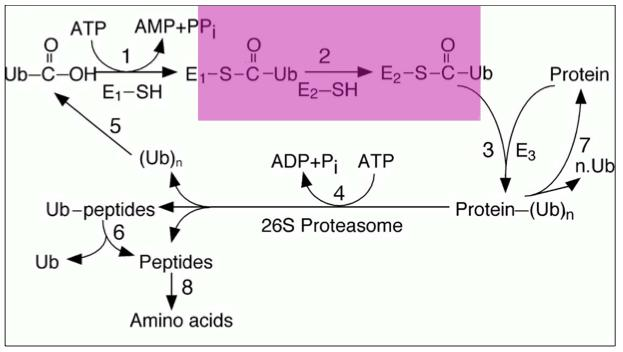 ATP AMP+PPi
O O O
1 2
Ub–C–OH E1–S–C–Ub E2–S–C–Ub Protein
E1–SH E2–SH
5 3 E3 7
(Ub)n ADP+Pi ATP n.Ub
4
Ub–peptides Protein–(Ub)n
26S Proteasome
6
Ub Peptides
8
Amino acids